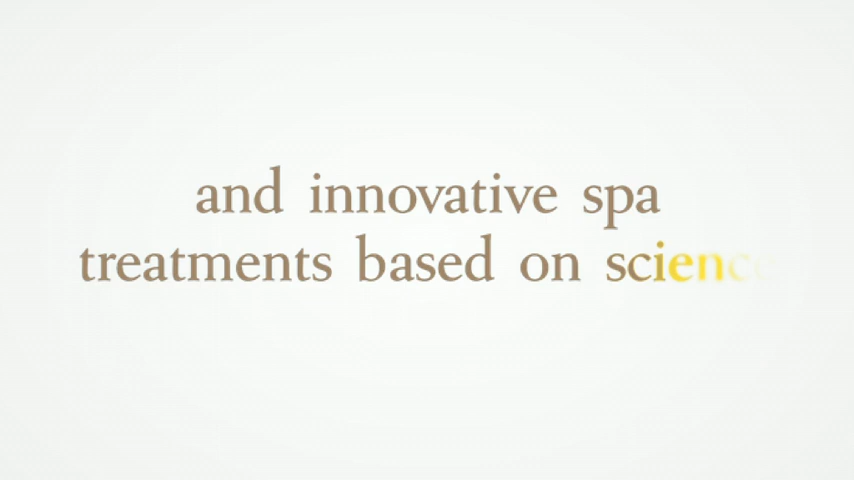 and innovative spa
treatments based on science